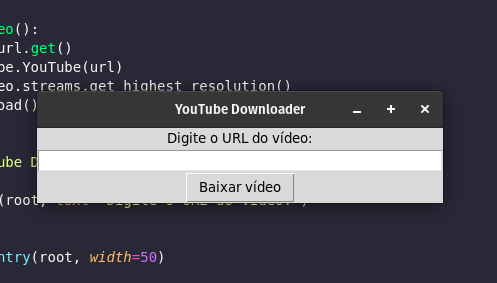 eo():
url.get()
be.YouTube(url)
eo.streams.get_highest_resolution()
oad()
YouTube Downloader
Digite o URL do vídeo:
ube D
Baixar vídeo
(root, text="Digite o URL do vídeo:")
ntry(root, width=50)